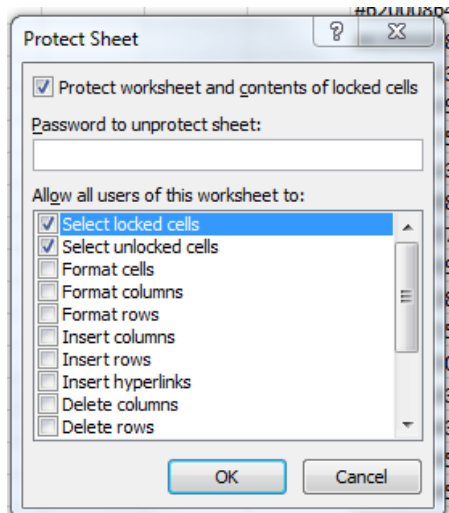 #6200864
Protect Sheet
Protect worksheet and contents of locked cells
Password to unprotect sheet:
Allow all users of this worksheet to:
Select locked cells
Select unlocked cells
Format cells
Format columns
Format rows
Insert columns
Insert rows
Insert hyperlinks
Delete columns
Delete rows
OK Cancel